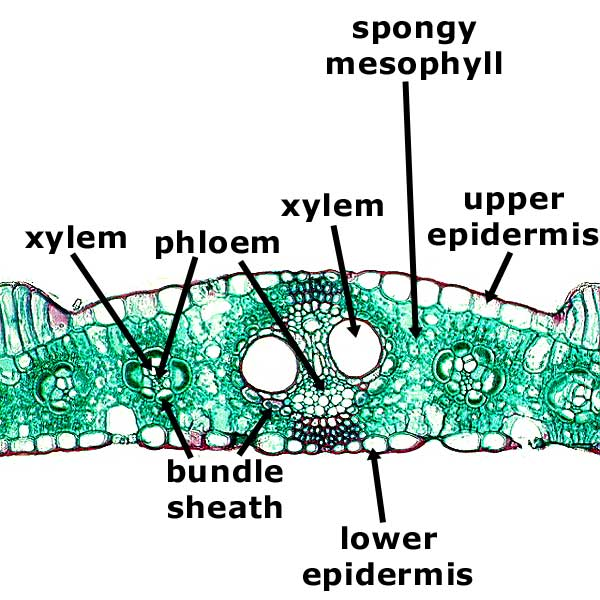 spongy
mesophyll
xylem
upper
epidermis
xylem
phloem
bundle
sheath
lower
epidermis